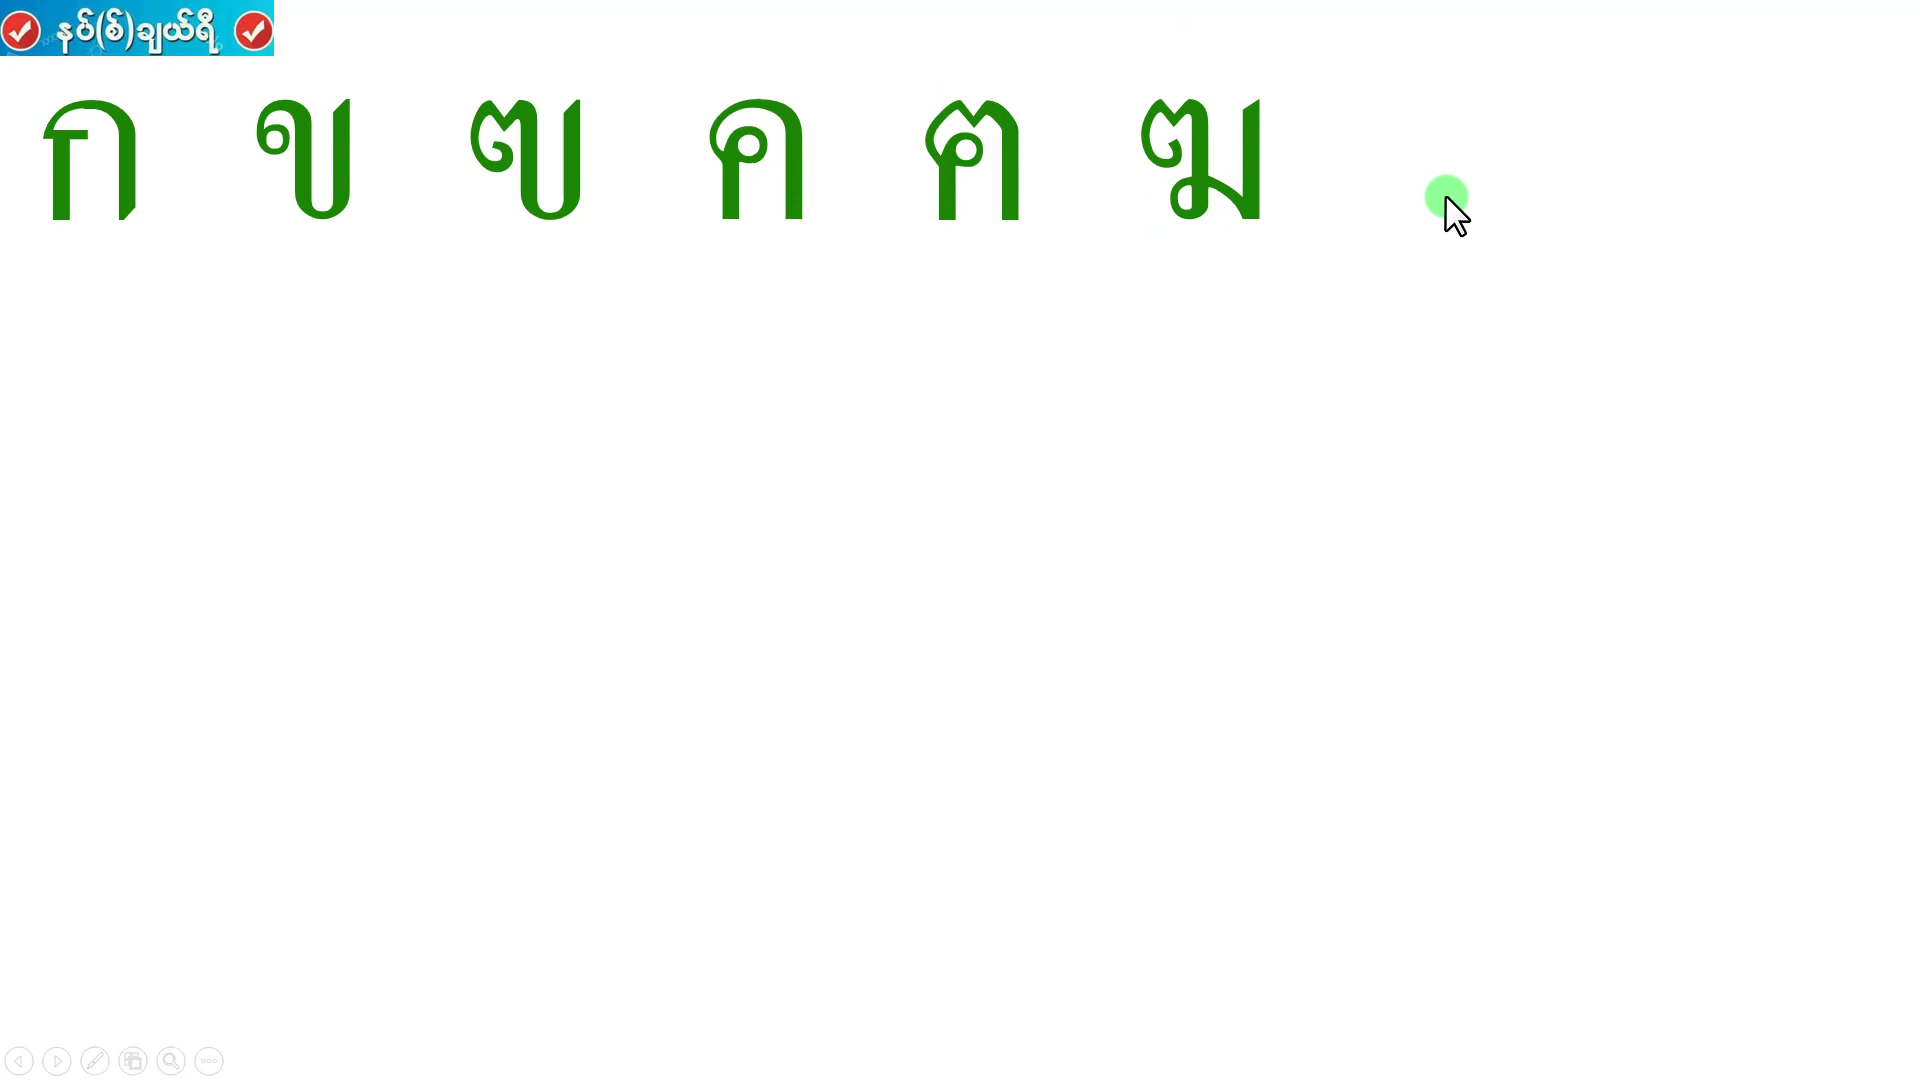 နပ်(စ်)ချယ်ရီ
ก ข ฃ ค ฅ ฆ